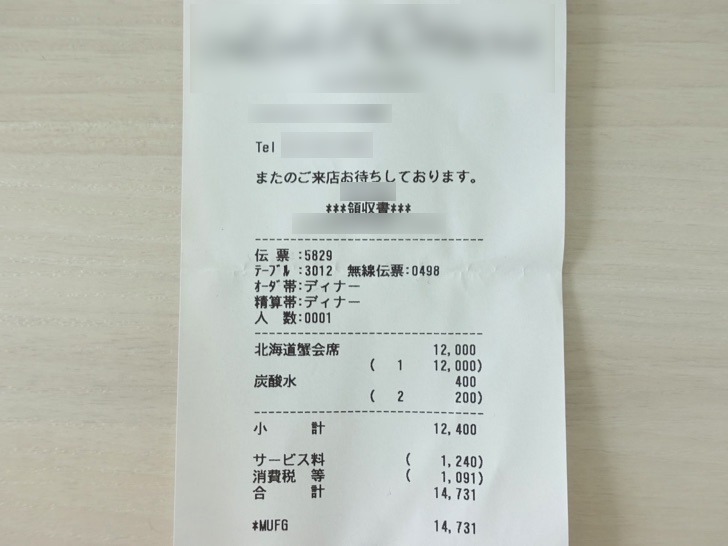 Tel
またのご来店お待ちしております。
***領収書***
伝 票 :5829
ﾃｰﾌﾞﾙ :3012 無線伝票:0498
ｵｰﾀﾞ帯:ディナー
精算帯:ディナー
人 数:0001
北海道蟹会席 12,000
( 1 12,000)
炭酸水 400
( 2 200)
小 計 12,400
サービス料 ( 1,240)
消費税 等 ( 1,091)
合 計 14,731
*MUFG 14,731